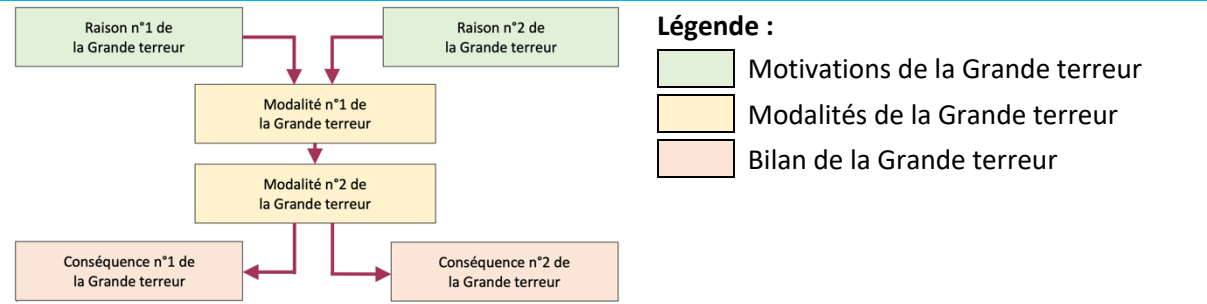 Raison n°1 de
la Grande terreur
Raison n°2 de
la Grande terreur
Modalité n°1 de
la Grande terreur
Modalité n°2 de
la Grande terreur
Conséquence n°1 de
la Grande terreur
Conséquence n°2 de
la Grande terreur
Légende :
Motivations de la Grande terreur
Modalités de la Grande terreur
Bilan de la Grande terreur